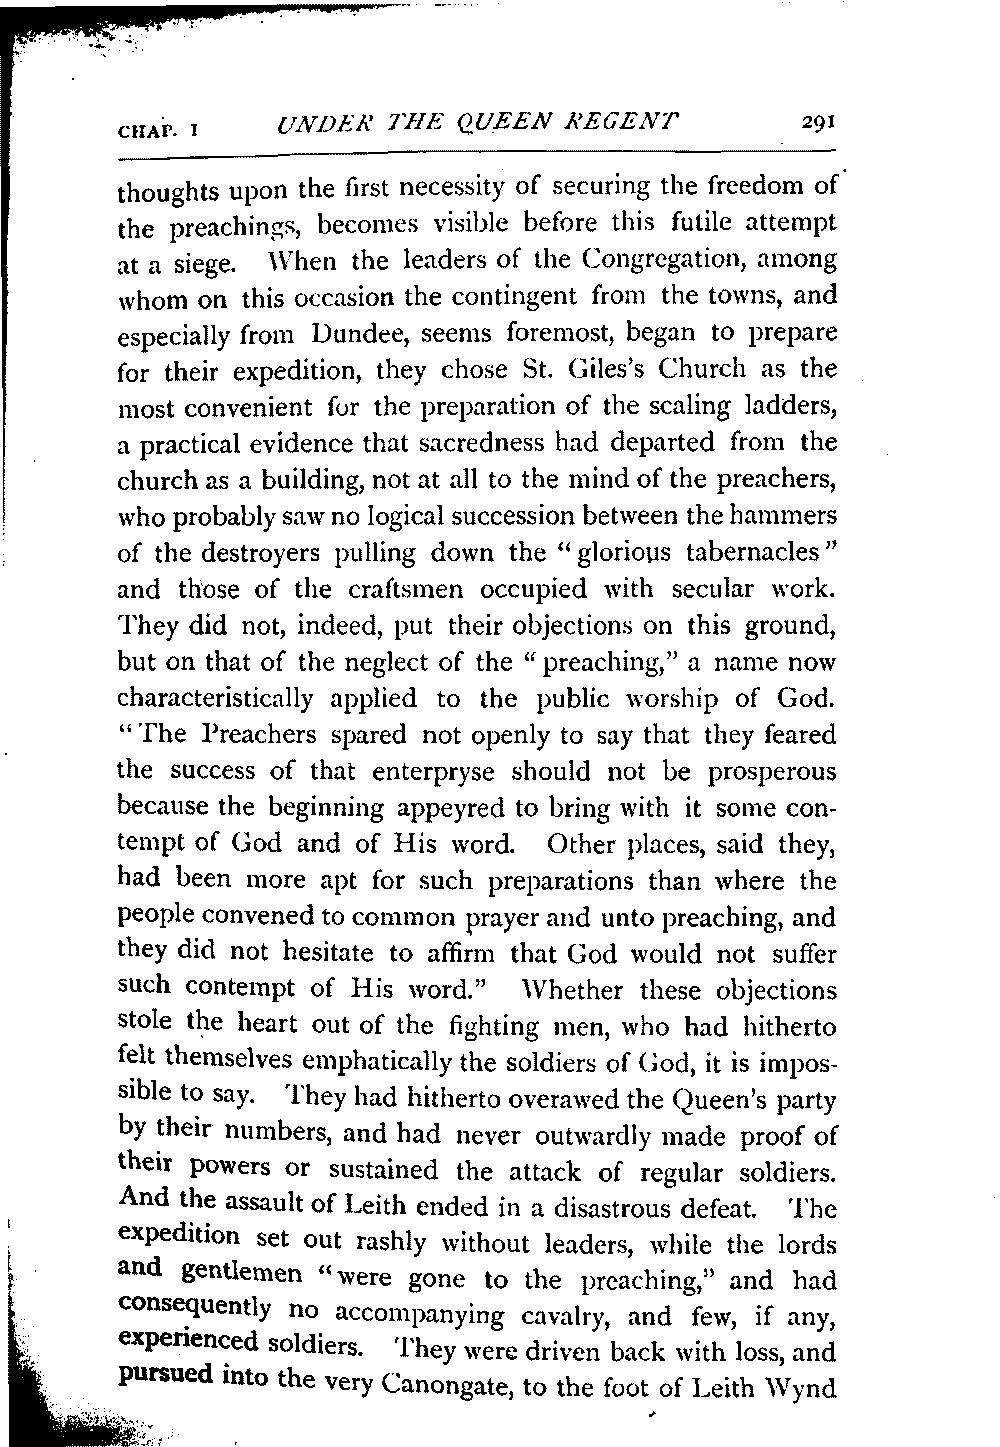 CHAP. I UNDER THE QUEEN REGENT 291
thoughts upon the first necessity of securing the freedom of
the preachings, becomes visible before this futile attempt
at a siege. When the leaders of the Congregation, among
whom on this occasion the contingent from the towns, and
especially from Dundee, seems foremost, began to prepare
for their expedition, they chose St. Giles's Church as the
most convenient for the preparation of the scaling ladders,
a practical evidence that sacredness had departed from the
church as a building, not at all to the mind of the preachers,
who probably saw no logical succession between the hammers
of the destroyers pulling down the "glorious tabernacles"
and those of the craftsmen occupied with secular work.
They did not, indeed, put their objections on this ground,
but on that of the neglect of the "preaching," a name now
characteristically applied to the public worship of God.
"The Preachers spared not openly to say that they feared
the success of that enterpryse should not be prosperous
because the beginning appeyred to bring with it some con-
tempt of God and of His word. Other places, said they,
had been more apt for such preparations than where the
people convened to common prayer and unto preaching, and
they did not hesitate to affirm that God would not suffer
such contempt of His word." Whether these objections
stole the heart out of the fighting men, who had hitherto
felt themselves emphatically the soldiers of God, it is impos-
sible to say. They had hitherto overawed the Queen's party
by their numbers, and had never outwardly made proof of
their powers or sustained the attack of regular soldiers.
And the assault of Leith ended in a disastrous defeat. The
expedition set out rashly without leaders, while the lords
and gentlemen "were gone to the preaching," and had
consequently no accompanying cavalry, and few, if any,
experienced soldiers. They were driven back with loss, and
pursued into the very Canongate, to the foot of Leith Wynd